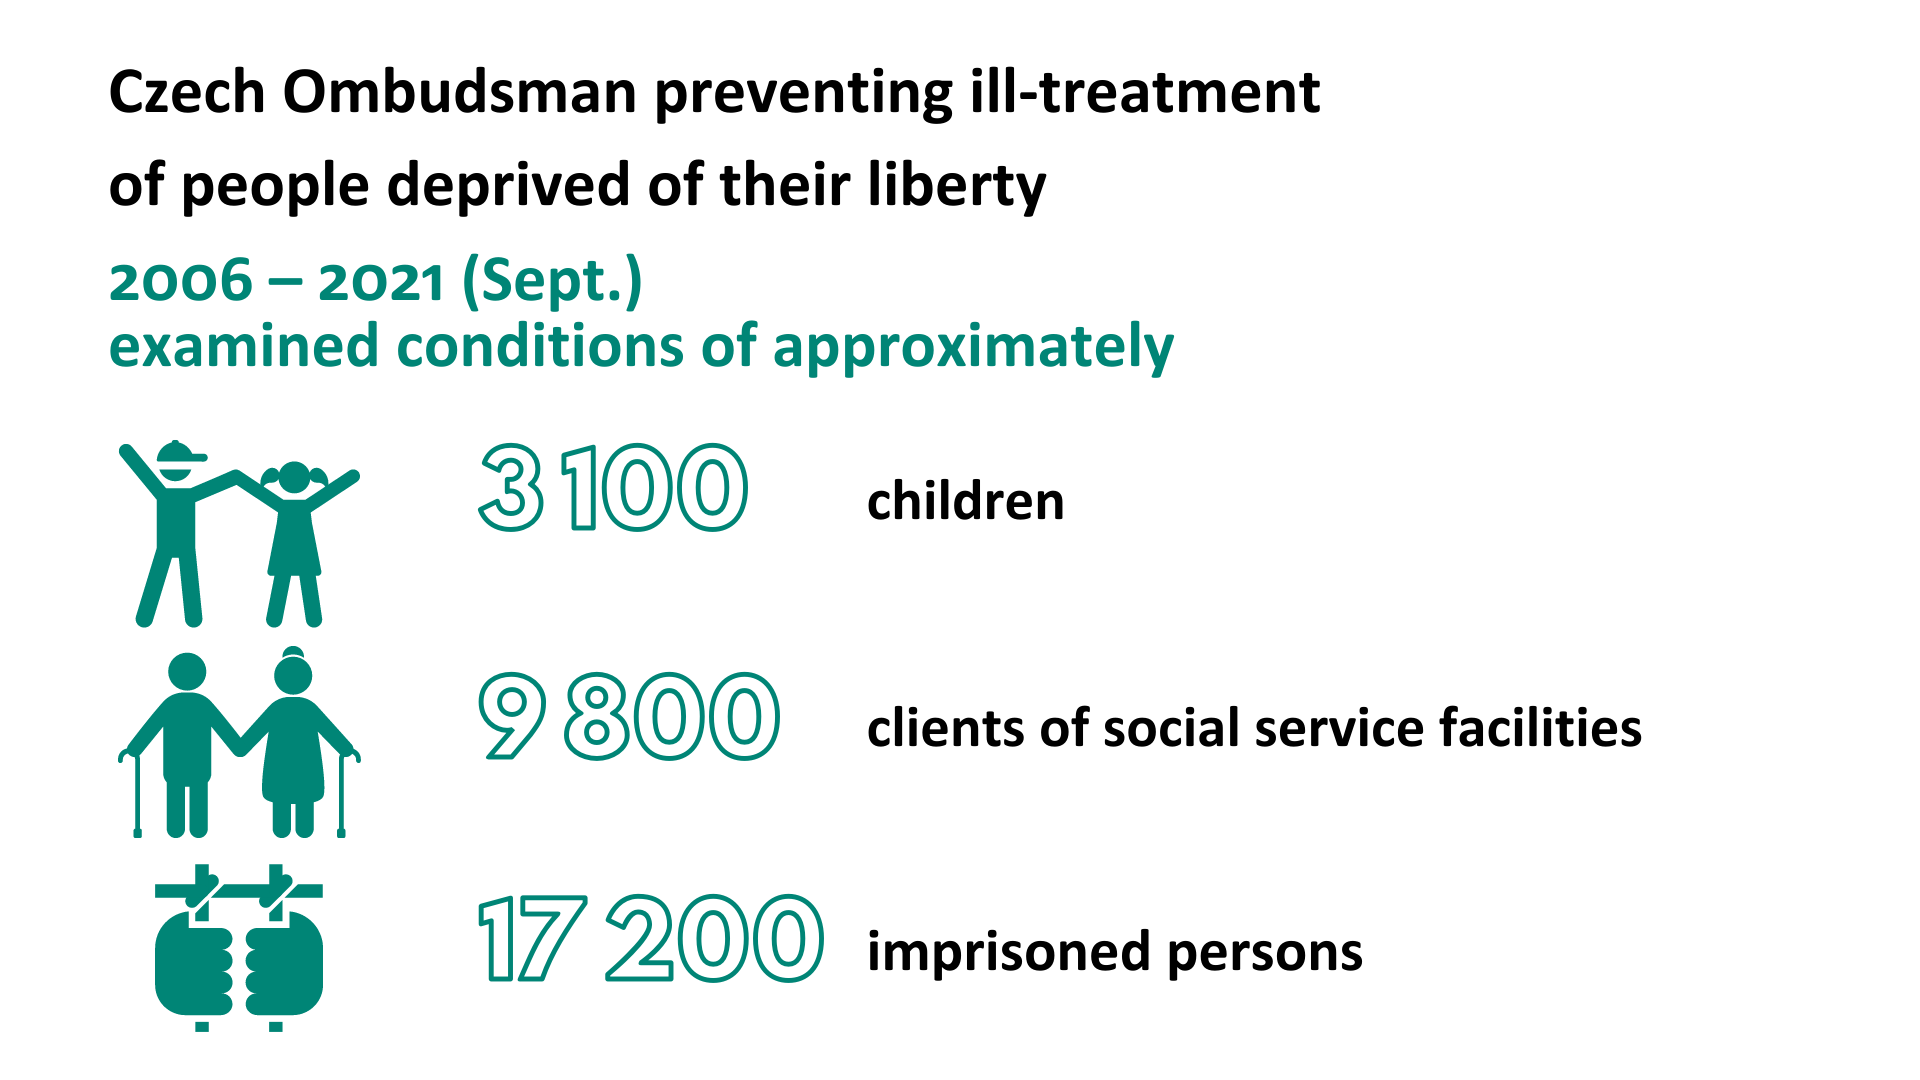 Czech Ombudsman preventing ill-treatment
of people deprived of their liberty
2006 – 2021 (Sept.)
examined conditions of approximately
3 100 children
9 800 clients of social service facilities
17 200 imprisoned persons